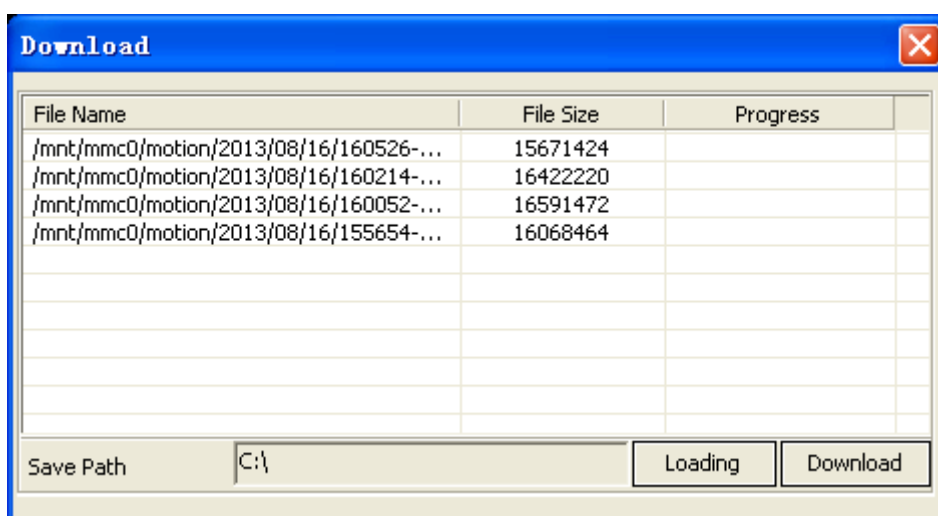 Download
File Name File Size Progress
/mnt/mmc0/motion/2013/08/16/160526-... 15671424
/mnt/mmc0/motion/2013/08/16/160214-... 16422220
/mnt/mmc0/motion/2013/08/16/160052-... 16591472
/mnt/mmc0/motion/2013/08/16/155654-... 16068464
Save Path C:\ Loading Download